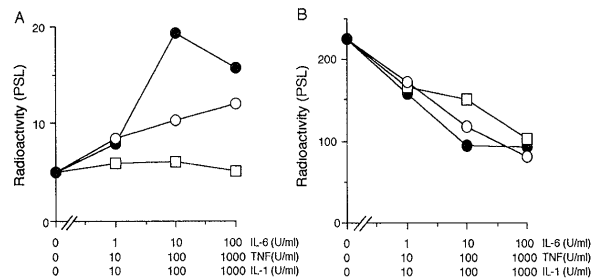 A
B
Radioactivity (PSL)
20
10
0
0 1 10 100 IL-6 (U/ml)
0 10 100 1000 TNF(U/ml)
0 10 100 1000 IL-1 (U/ml)
Radioactivity (PSL)
200
100
0
0 1 10 100 IL-6 (U/ml)
0 10 100 1000 TNF(U/ml)
0 10 100 1000 IL-1 (U/ml)